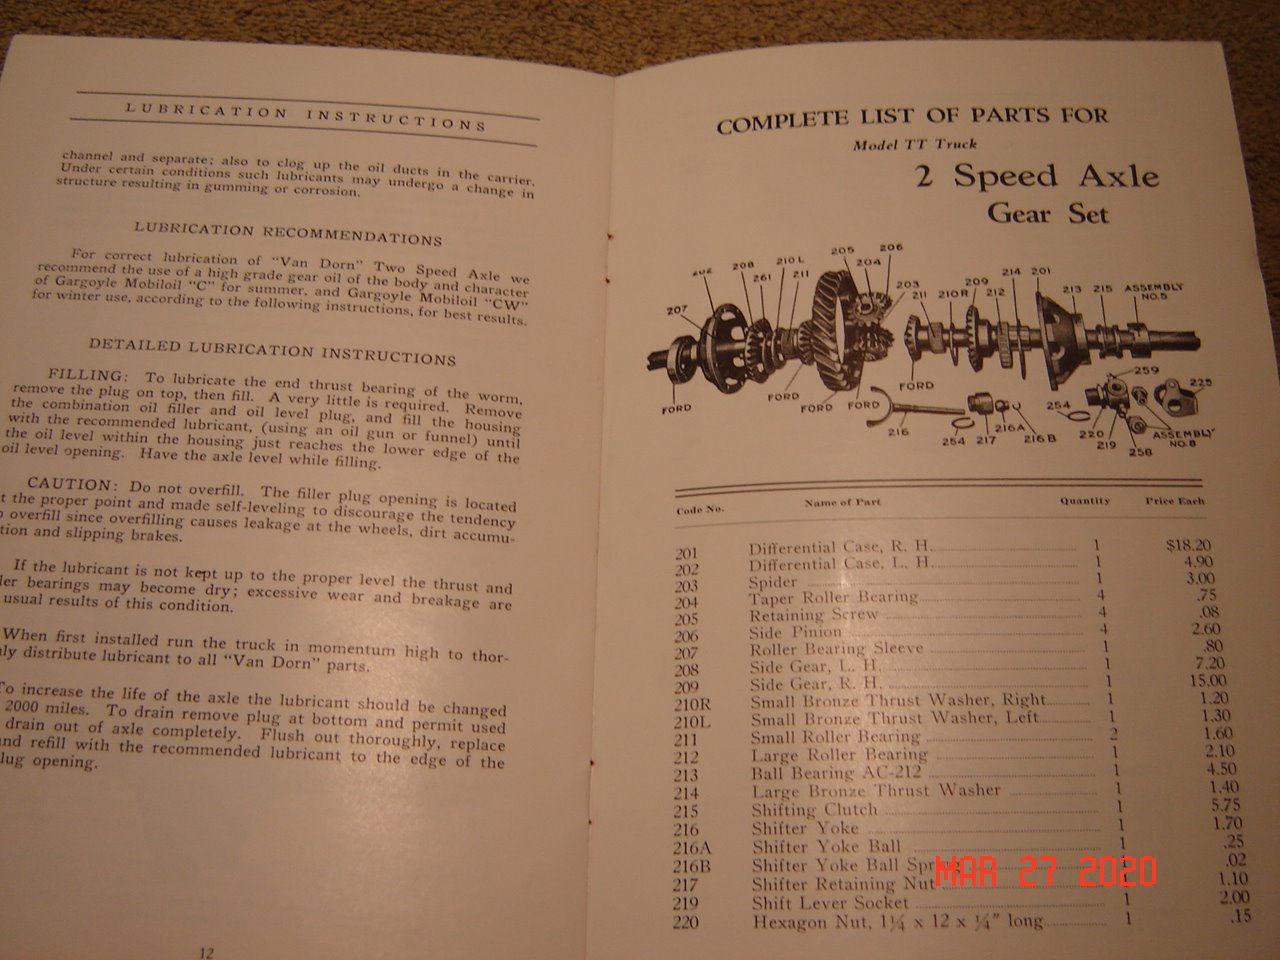 LUBRICATION INSTRUCTIONS
channel and separate; also to clog up the oil ducts in the carrier.
Under certain conditions such lubricants may undergo a change in
structure resulting in gumming or corrosion.
LUBRICATION RECOMMENDATIONS
For correct lubrication of "Van Dorn" Two Speed Axle we
recommend the use of a high grade gear oil of the body and character
of Gargoyle Mobiloil "C" for summer, and Gargoyle Mobiloil "CW"
for winter use, according to the following instructions, for best results.
DETAILED LUBRICATION INSTRUCTIONS
FILLING: To lubricate the end thrust bearing of the worm,
remove the plug on top, then fill. A very little is required. Remove
the combination oil filler and oil level plug, and fill the housing
with the recommended lubricant, (using an oil gun or funnel) until
the oil level within the housing just reaches the lower edge of the
oil level opening. Have the axle level while filling.
CAUTION: Do not overfill. The filler plug opening is located
t the proper point and made self-leveling to discourage the tendency
o overfill since overfilling causes leakage at the wheels, dirt accumu-
tion and slipping brakes.
If the lubricant is not kept up to the proper level the thrust and
ler bearings may become dry; excessive wear and breakage are
usual results of this condition.
When first installed run the truck in momentum high to thor-
ly distribute lubricant to all "Van Dorn" parts.
To increase the life of the axle the lubricant should be changed
2000 miles. To drain remove plug at bottom and permit used
drain out of axle completely. Flush out thoroughly, replace
and refill with the recommended lubricant to the edge of the
lug opening.
12
COMPLETE LIST OF PARTS FOR
Model TT Truck
2 Speed Axle
Gear Set
207 202 208 261 210L 211 205 204 206 203 211 210R 209 212 214 201 213 215 ASSEMBLY NO.5
FORD FORD FORD FORD FORD
216 254 217 216A 216B 254 220 219 258 259 225 ASSEMBLY NO.8
Code No. Name of Part Quantity Price Each
201 Differential Case, R. H. 1 $18.20
202 Differential Case, L. H. 1 4.90
203 Spider 1 3.00
204 Taper Roller Bearing 4 .75
205 Retaining Screw 4 .08
206 Side Pinion 4 2.60
207 Roller Bearing Sleeve 1 .80
208 Side Gear, L. H. 1 7.20
209 Side Gear, R. H. 1 15.00
210R Small Bronze Thrust Washer, Right 1 1.20
210L Small Bronze Thrust Washer, Left 1 1.30
211 Small Roller Bearing 2 1.60
212 Large Roller Bearing 1 2.10
213 Ball Bearing AC-212 1 4.50
214 Large Bronze Thrust Washer 1 1.40
215 Shifting Clutch 1 5.75
216 Shifter Yoke 1 1.70
216A Shifter Yoke Ball 1 .25
216B Shifter Yoke Ball 1 .02
217 Shifter Retaining Nut 1 1.10
219 Shift Lever Socket 1 2.00
220 Hexagon Nut, 1¼ x 12 x ¼" long 1 .15
MAR 27 2020